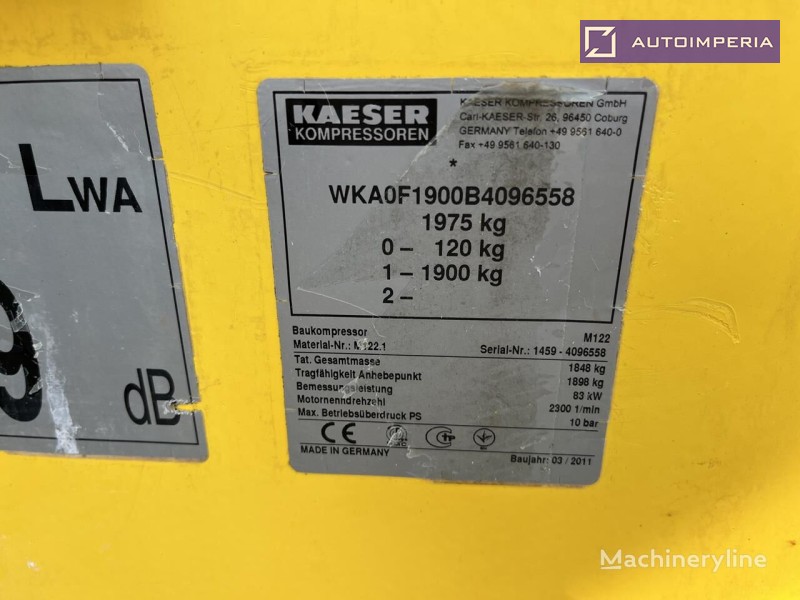 AUTOIMPERIA
LWA
9
dB
KAESER
KOMPRESSOREN
KAESER KOMPRESSOREN GmbH
Carl-KAESER-Str. 26, 96450 Coburg
GERMANY Telefon +49 9561 640-0
Fax +49 9561 640-130
*
WKA0F1900B4096558
1975 kg
0 – 120 kg
1 – 1900 kg
2 –
Baukompressor M122
Material-Nr.: M122.1 Serial-Nr.: 1459 - 4096558
Tat. Gesamtmasse 1848 kg
Tragfähigkeit Anhebepunkt 1898 kg
Bemessungsleistung 83 kW
Motornenndrehzahl 2300 1/min
Max. Betriebsüberdruck PS 10 bar
CE
MADE IN GERMANY Baujahr: 03 / 2011
Machineryline